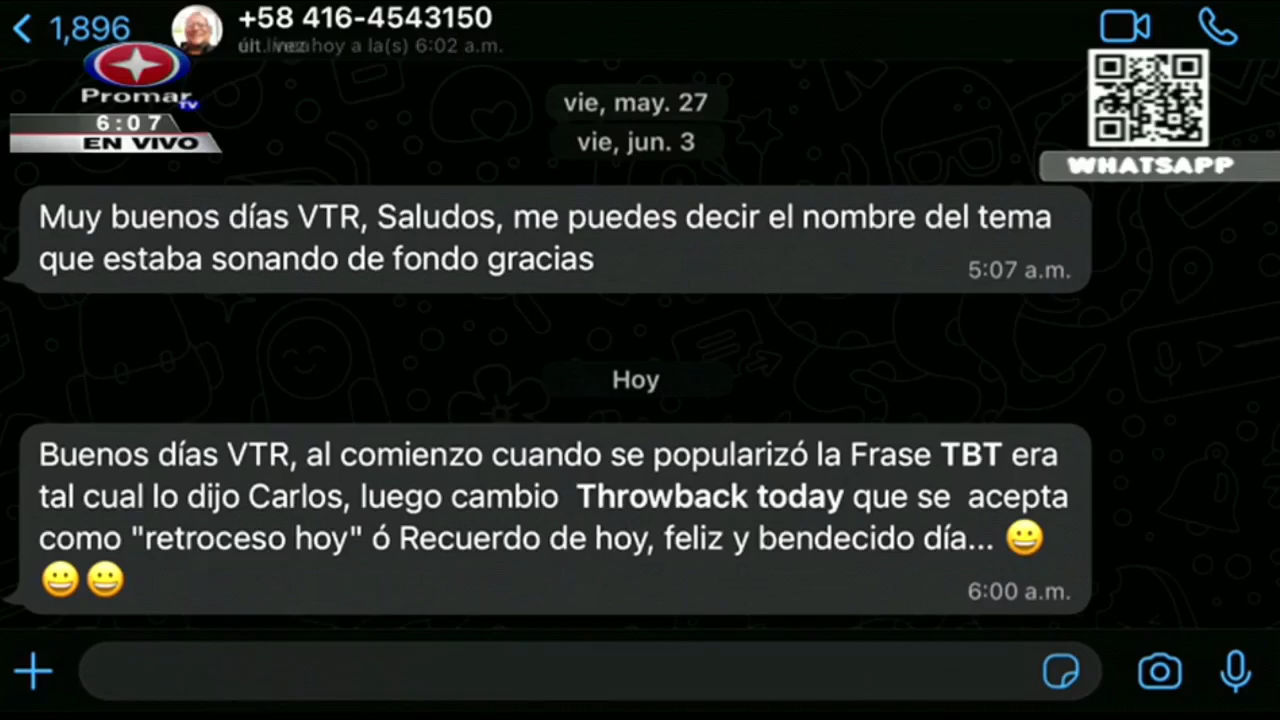 1,896
+58 416-4543150
hoy a la(s) 6:02 a.m.
Promar TV
6:07
EN VIVO
vie, may. 27
vie, jun. 3
WHATSAPP
Muy buenos días VTR, Saludos, me puedes decir el nombre del tema
que estaba sonando de fondo gracias
5:07 a.m.
Hoy
Buenos días VTR, al comienzo cuando se popularizó la Frase TBT era
tal cual lo dijo Carlos, luego cambio Throwback today que se acepta
como "retroceso hoy" ó Recuerdo de hoy, feliz y bendecido día... 😀
😀😀
6:00 a.m.